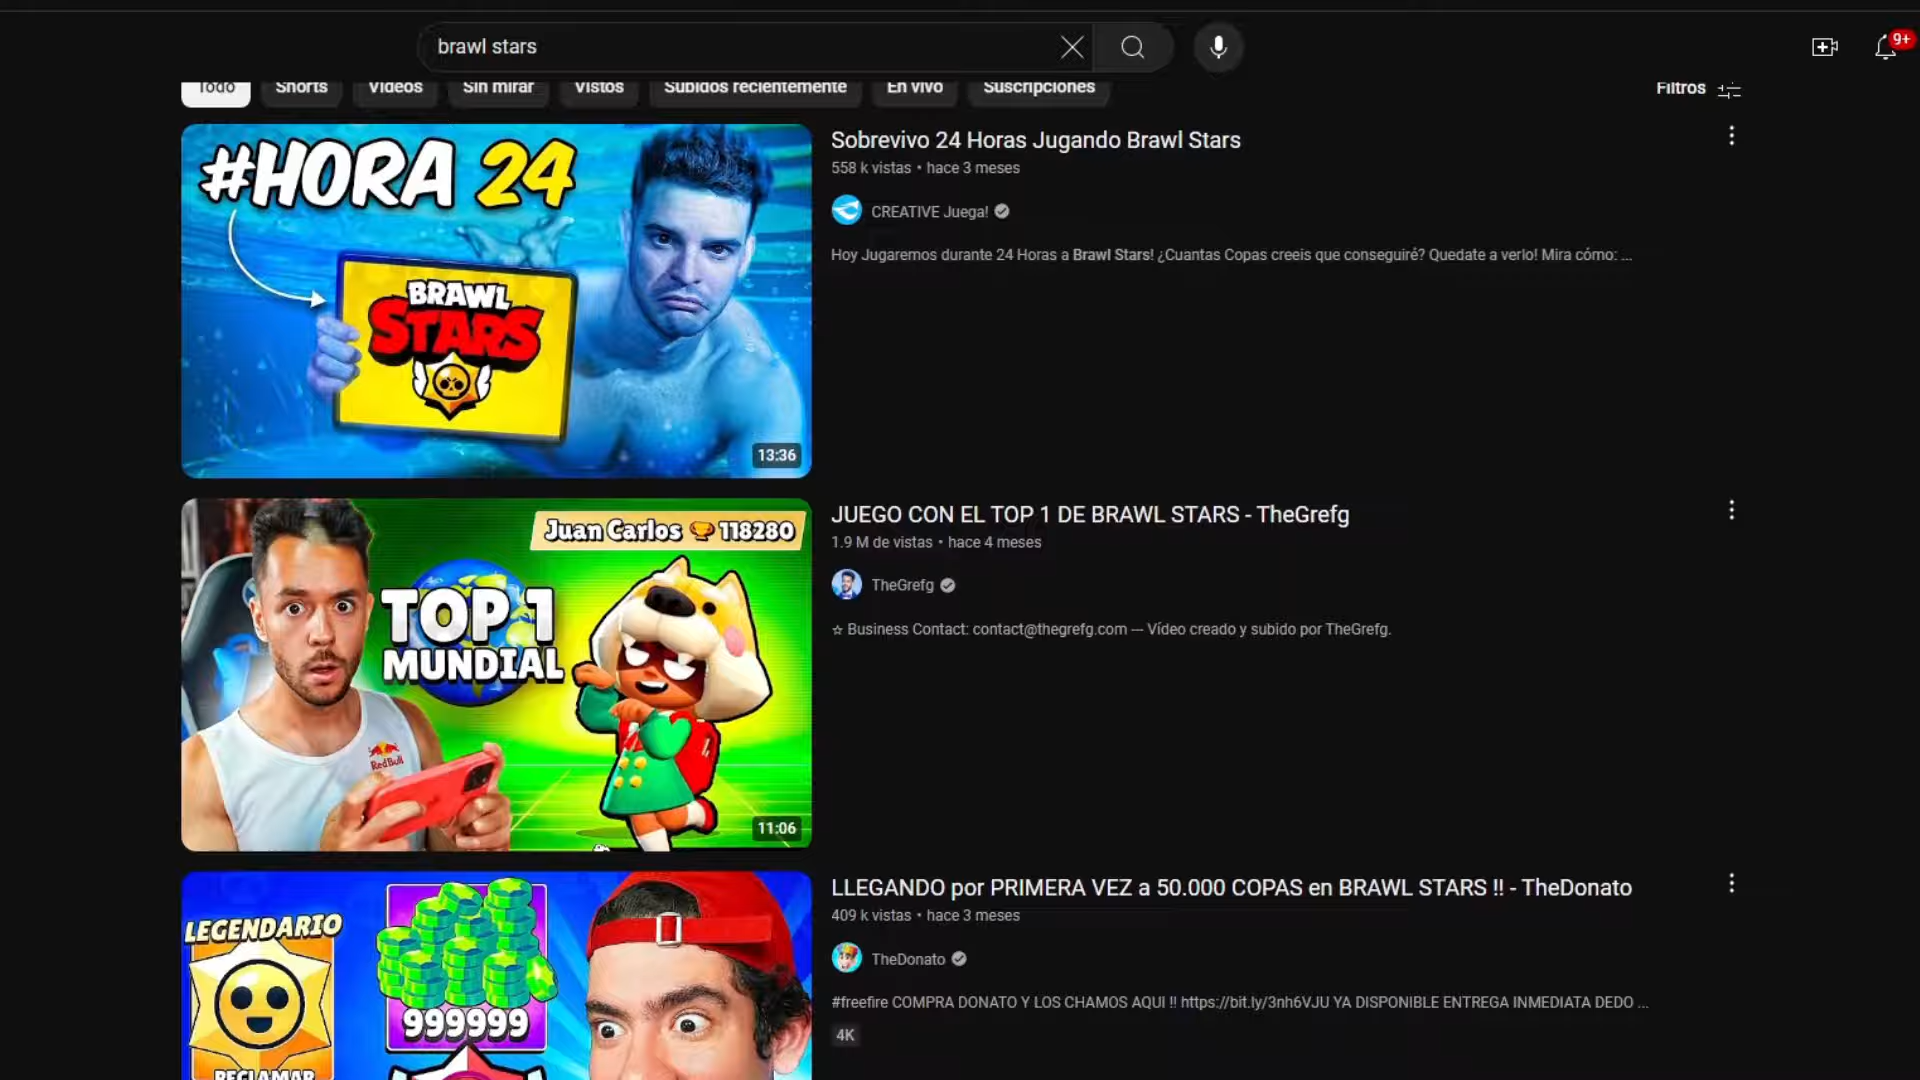 brawl stars
9+
Todo
Shorts
Videos
Sin mirar
Vistos
Subidos recientemente
En vivo
Suscripciones
Filtros
#HORA 24
BRAWL
STARS
13:36
Sobrevivo 24 Horas Jugando Brawl Stars
558 k vistas • hace 3 meses
CREATIVE Juega!
Hoy Jugaremos durante 24 Horas a Brawl Stars! ¿Cuantas Copas creeis que conseguiré? Quedate a verlo! Mira cómo: ...
Juan Carlos 118280
TOP 1
MUNDIAL
Red Bull
11:06
JUEGO CON EL TOP 1 DE BRAWL STARS - TheGrefg
1.9 M de vistas • hace 4 meses
TheGrefg
☆ Business Contact: contact@thegrefg.com --- Vídeo creado y subido por TheGrefg.
LEGENDARIO
999999
RECLAMAR
LLEGANDO por PRIMERA VEZ a 50.000 COPAS en BRAWL STARS !! - TheDonato
409 k vistas • hace 3 meses
TheDonato
#freefire COMPRA DONATO Y LOS CHAMOS AQUI !! https://bit.ly/3nh6VJU YA DISPONIBLE ENTREGA INMEDIATA DEDO ...
4K